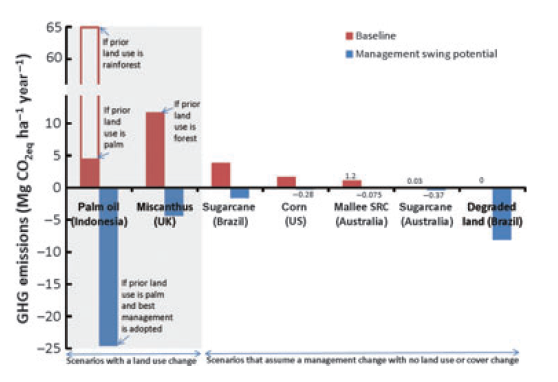 GHG emissions (Mg CO2eq ha−1 year−1)
65
60
10
5
0
−5
−10
−15
−20
−25
If prior
land use is
rainforest
If prior
land
use is
palm
If prior
land
use is
forest
Baseline
Management swing potential
1.2
0.03
0
−0.28
−0.075
−0.37
Palm oil
(Indonesia)
Miscanthus
(UK)
Sugarcane
(Brazil)
Corn
(US)
Mallee SRC
(Australia)
Sugarcane
(Australia)
Degraded
land (Brazil)
If prior land
use is palm
and best
management
is adopted
Scenarios with a land use change
Scenarios that assume a management change with no land use or cover change